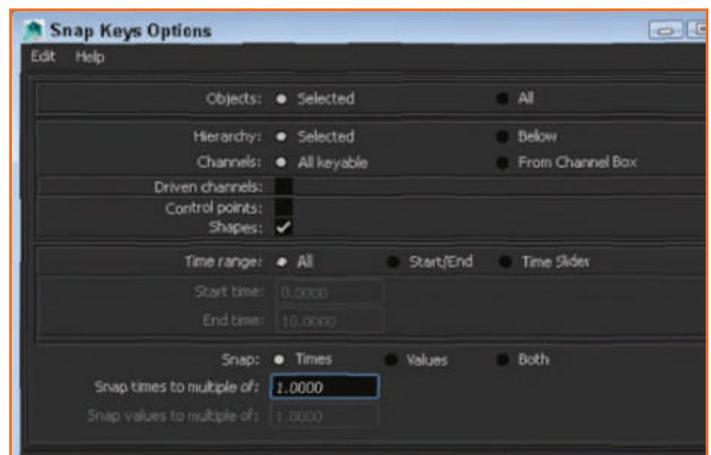 Snap Keys Options
Edit Help
Objects: Selected All
Hierarchy: Selected Below
Channels: All keyable From Channel Box
Driven channels:
Control points:
Shapes:
Time range: All Start/End Time Slider
Start time: 0.0000
End time: 10.0000
Snap: Times Values Both
Snap times to multiple of: 1.0000
Snap values to multiple of: 1.0000